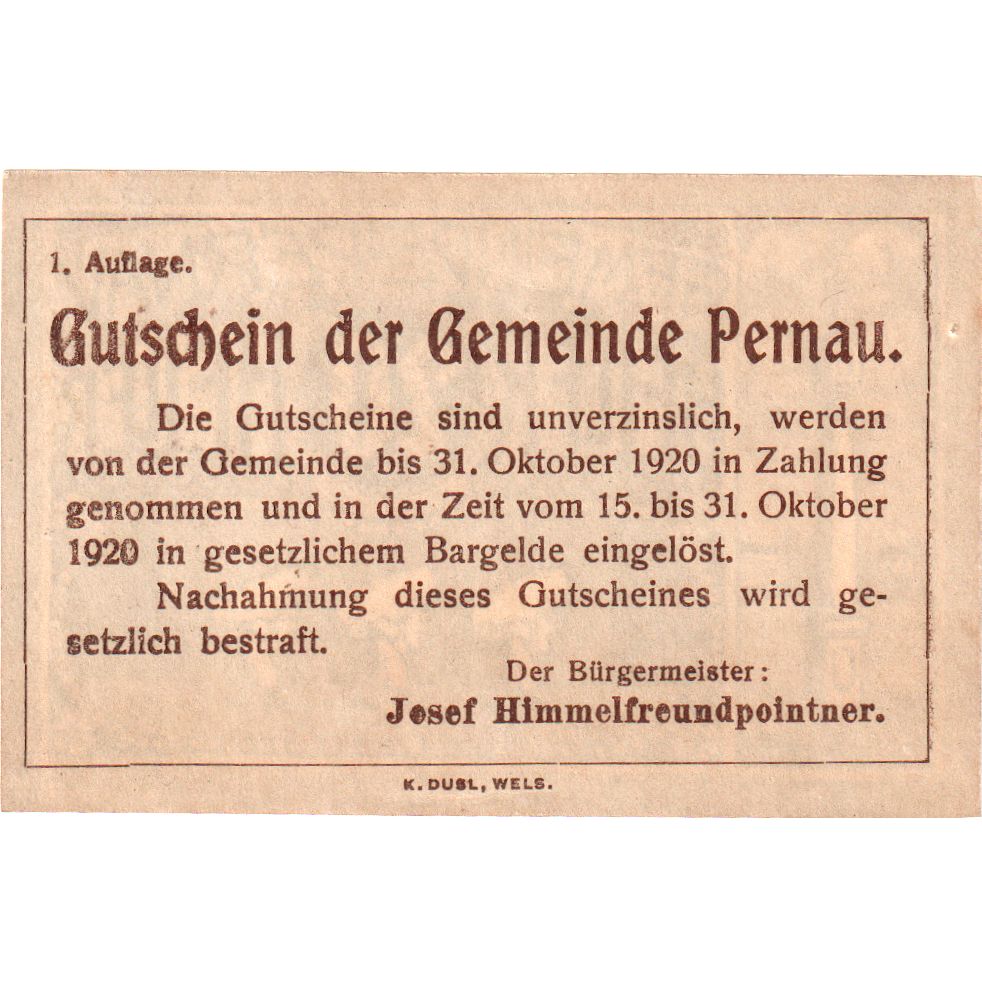 1. Auflage.
Gutschein der Gemeinde Pernau.
Die Gutscheine sind unverzinslich, werden
von der Gemeinde bis 31. Oktober 1920 in Zahlung
genommen und in der Zeit vom 15. bis 31. Oktober
1920 in gesetzlichem Bargelde eingelöst.
Nachahmung dieses Gutscheines wird ge-
setzlich bestraft.
Der Bürgermeister:
Josef Himmelfreundpointner.
K. DUSL, WELS.